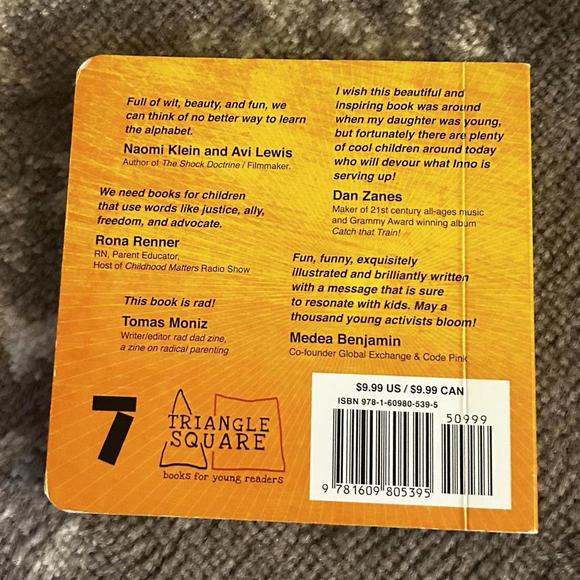 Full of wit, beauty, and fun, we
can think of no better way to learn
the alphabet.
Naomi Klein and Avi Lewis
Author of The Shock Doctrine / Filmmaker.
We need books for children
that use words like justice, ally,
freedom, and advocate.
Rona Renner
RN, Parent Educator,
Host of Childhood Matters Radio Show
This book is rad!
Tomas Moniz
Writer/editor rad dad zine,
a zine on radical parenting
I wish this beautiful and
inspiring book was around
when my daughter was young,
but fortunately there are plenty
of cool children around today
who will devour what Inno is
serving up!
Dan Zanes
Maker of 21st century all-ages music
and Grammy Award winning album
Catch that Train!
Fun, funny, exquisitely
illustrated and brilliantly written
with a message that is sure
to resonate with kids. May a
thousand young activists bloom!
Medea Benjamin
Co-founder Global Exchange & Code Pink
7
TRIANGLE
SQUARE
books for young readers
$9.99 US / $9.99 CAN
ISBN 978-1-60980-539-5
50999
9 781609 805395